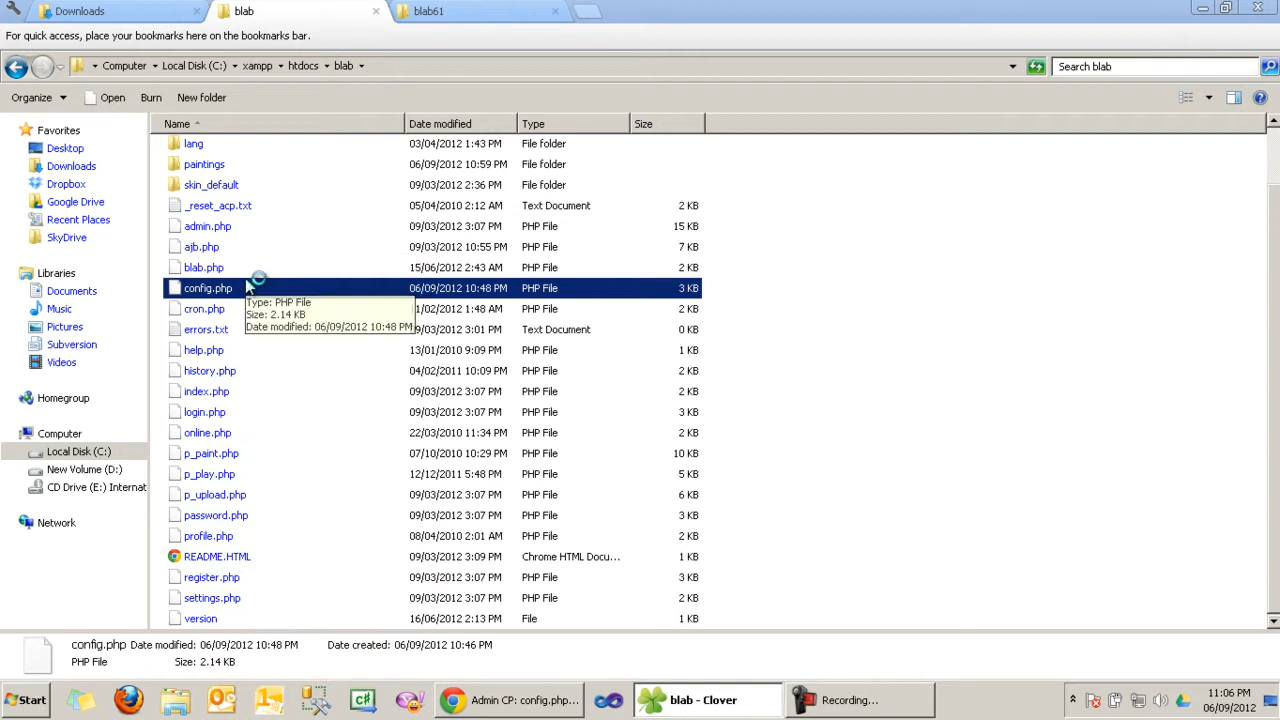 Downloads
blab
blab61
For quick access, place your bookmarks here on the bookmarks bar.
Computer Local Disk (C:) xampp htdocs blab
Search blab
Organize Open Burn New folder
Name Date modified Type Size
Favorites
Desktop
Downloads
Dropbox
Google Drive
Recent Places
SkyDrive
Libraries
Documents
Music
Pictures
Subversion
Videos
Homegroup
Computer
Local Disk (C:)
New Volume (D:)
CD Drive (E:) Internat
Network
lang 03/04/2012 1:43 PM File folder
paintings 06/09/2012 10:59 PM File folder
skin_default 09/03/2012 2:36 PM File folder
_reset_acp.txt 05/04/2010 2:12 AM Text Document 2 KB
admin.php 09/03/2012 3:07 PM PHP File 15 KB
ajb.php 09/03/2012 10:55 PM PHP File 7 KB
blab.php 15/06/2012 2:43 AM PHP File 2 KB
config.php 06/09/2012 10:48 PM PHP File 3 KB
Type: PHP File
Size: 2.14 KB
Date modified: 06/09/2012 10:48 PM
cron.php 1/02/2012 1:48 AM PHP File 2 KB
errors.txt 9/03/2012 3:01 PM Text Document 0 KB
help.php 13/01/2010 9:09 PM PHP File 1 KB
history.php 04/02/2011 10:09 PM PHP File 2 KB
index.php 09/03/2012 3:07 PM PHP File 2 KB
login.php 09/03/2012 3:07 PM PHP File 3 KB
online.php 22/03/2010 11:34 PM PHP File 2 KB
p_paint.php 07/10/2010 10:29 PM PHP File 10 KB
p_play.php 12/12/2011 5:48 PM PHP File 5 KB
p_upload.php 09/03/2012 3:07 PM PHP File 6 KB
password.php 09/03/2012 3:07 PM PHP File 3 KB
profile.php 08/04/2010 2:01 AM PHP File 2 KB
README.HTML 09/03/2012 3:09 PM Chrome HTML Docu... 1 KB
register.php 09/03/2012 3:07 PM PHP File 3 KB
settings.php 09/03/2012 3:07 PM PHP File 2 KB
version 16/06/2012 2:13 PM File 1 KB
config.php Date modified: 06/09/2012 10:48 PM Date created: 06/09/2012 10:46 PM
PHP File Size: 2.14 KB
Start
Admin CP: config.php...
blab - Clover
Recording...
11:06 PM
06/09/2012